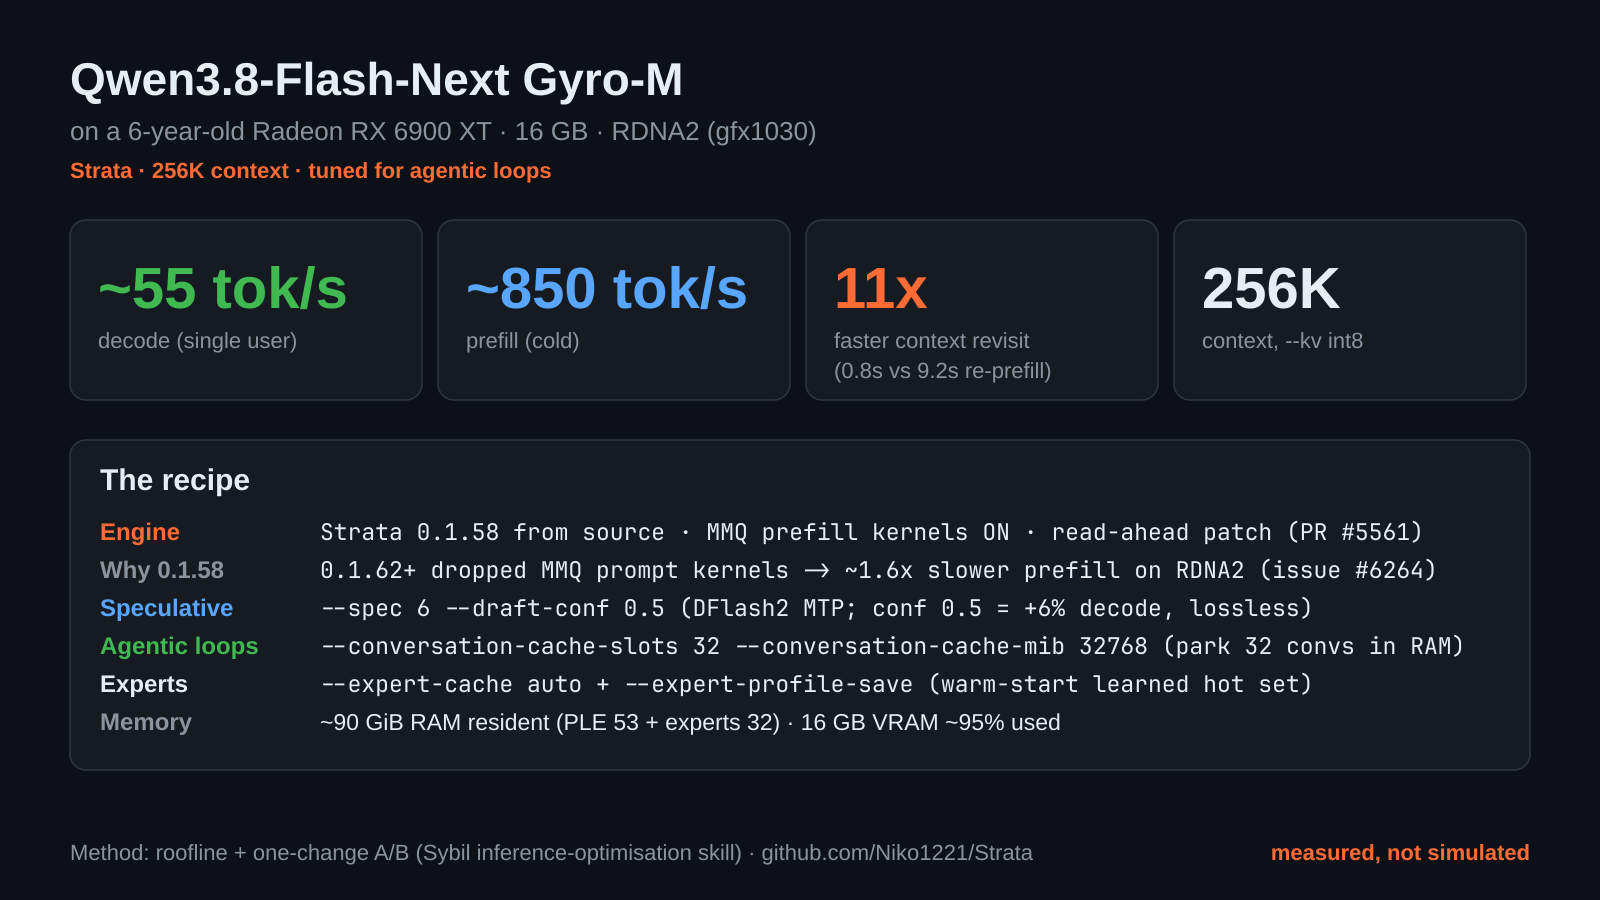 Qwen3.8-Flash-Next Gyro-M
on a 6-year-old Radeon RX 6900 XT · 16 GB · RDNA2 (gfx1030)
Strata · 256K context · tuned for agentic loops
~55 tok/s
decode (single user)
~850 tok/s
prefill (cold)
11x
faster context revisit
(0.8s vs 9.2s re-prefill)
256K
context, --kv int8
The recipe
Engine Strata 0.1.58 from source · MMQ prefill kernels ON · read-ahead patch (PR #5561)
Why 0.1.58 0.1.62+ dropped MMQ prompt kernels —> ~1.6x slower prefill on RDNA2 (issue #6264)
Speculative --spec 6 --draft-conf 0.5 (DFlash2 MTP; conf 0.5 = +6% decode, lossless)
Agentic loops --conversation-cache-slots 32 --conversation-cache-mib 32768 (park 32 convs in RAM)
Experts --expert-cache auto + --expert-profile-save (warm-start learned hot set)
Memory ~90 GiB RAM resident (PLE 53 + experts 32) · 16 GB VRAM ~95% used
Method: roofline + one-change A/B (Sybil inference-optimisation skill) · github.com/Niko1221/Strata
measured, not simulated